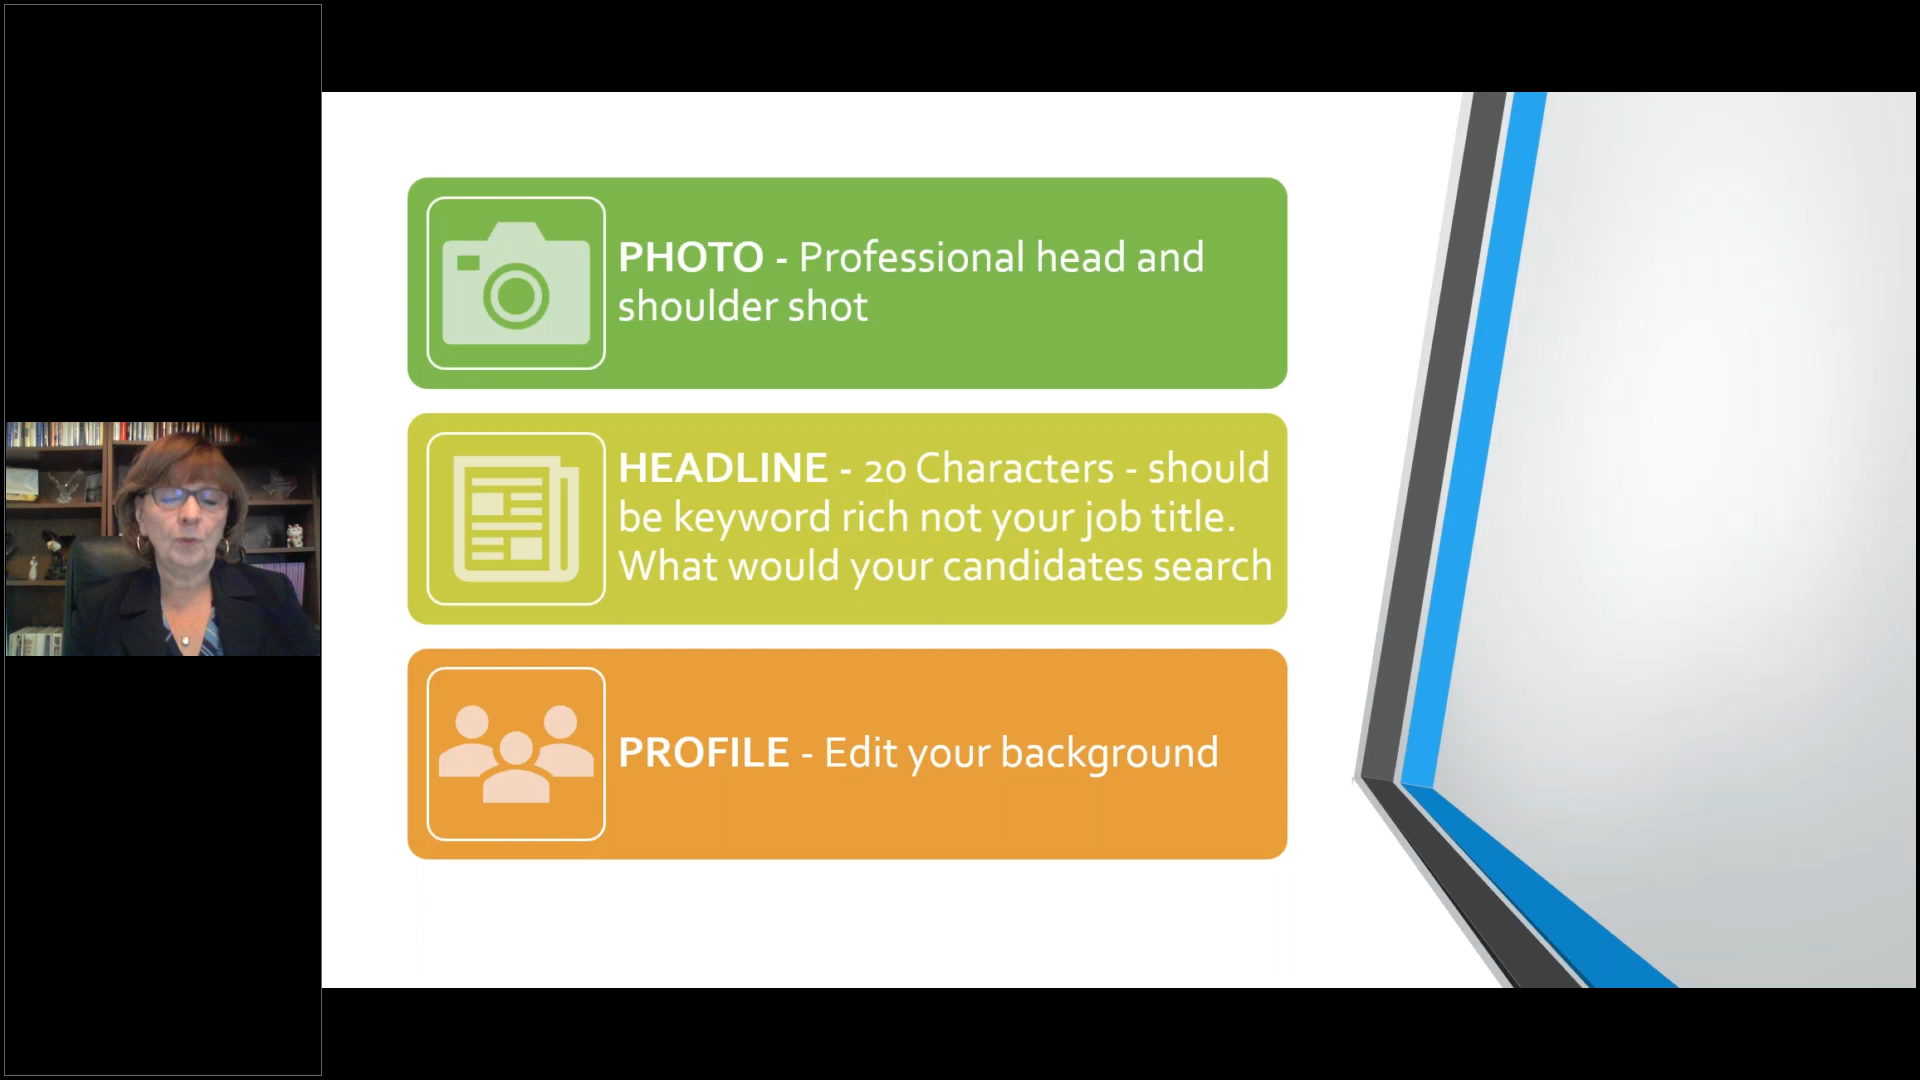 PHOTO - Professional head and
shoulder shot
HEADLINE - 20 Characters - should
be keyword rich not your job title.
What would your candidates search
PROFILE - Edit your background